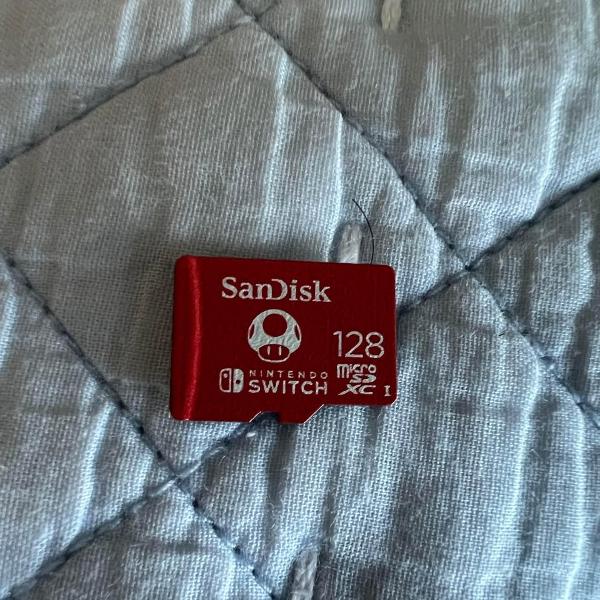 SanDisk
128
NINTENDO
SWITCH
micro
SD
XC I